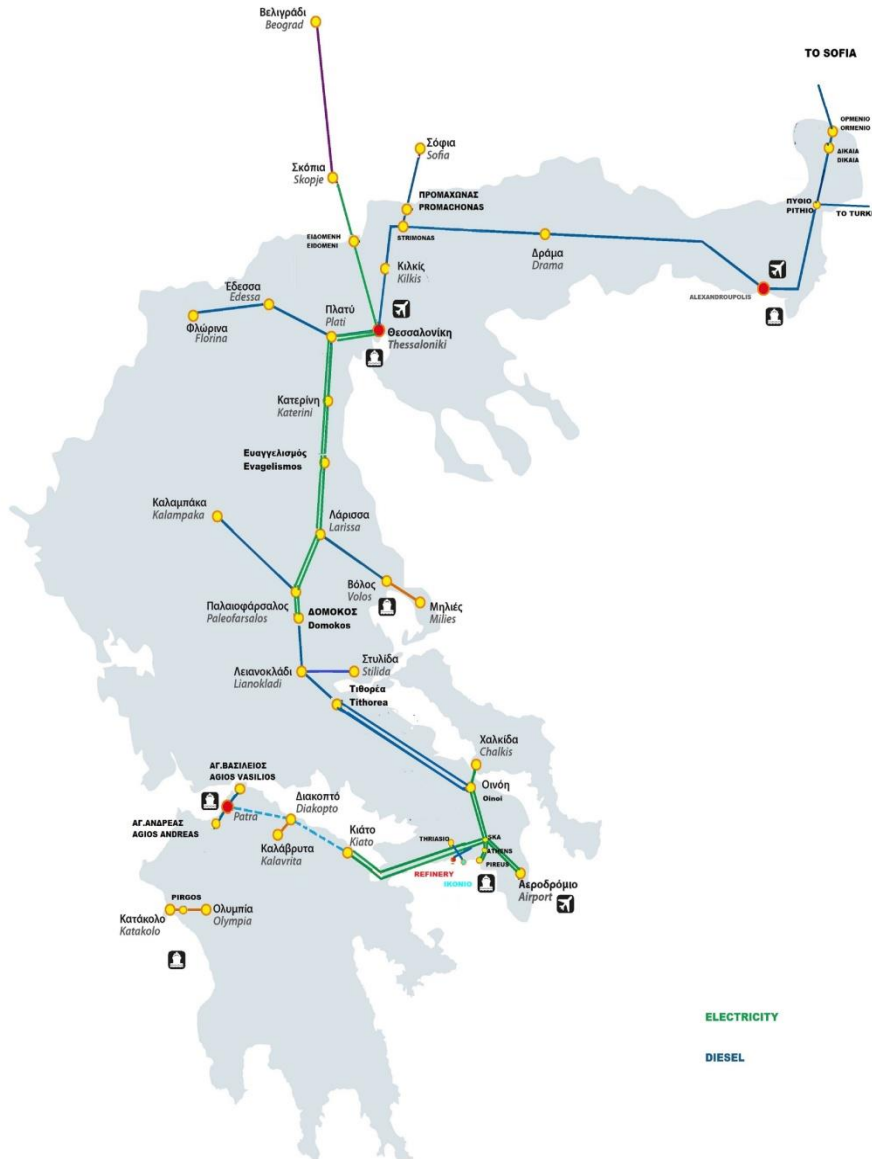 Βελιγράδι
Beograd
TO SOFIA
ΟΡΜΕΝΙΟ
ORMENIO
ΔΙΚΑΙΑ
DIKAIA
Σόφια
Sofia
Σκόπια
Skopje
ΠΡΟΜΑΧΩΝΑΣ
PROMACHONAS
ΠΥΘΙΟ
PITHIO
TO TURKI
ΕΙΔΟΜΕΝΗ
EIDOMENI
STRIMONAS
Δράμα
Drama
Κιλκίς
Kilkis
Έδεσσα
Edessa
ALEXANDROUPOLIS
Πλατύ
Plati
Φλώρινα
Florina
Θεσσαλονίκη
Thessaloniki
Κατερίνη
Katerini
Ευαγγελισμός
Evagelismos
Καλαμπάκα
Kalampaka
Λάρισσα
Larissa
Βόλος
Volos
Παλαιοφάρσαλος
Paleofarsalos
ΔΟΜΟΚΟΣ
Domokos
Μηλιές
Milies
Λειανοκλάδι
Lianokladi
Στυλίδα
Stilida
Τιθορέα
Tithorea
Χαλκίδα
Chalkis
ΑΓ.ΒΑΣΙΛΕΙΟΣ
AGIOS VASILIOS
Οινόη
Oinoi
Διακοπτό
Diakopto
Patra
ΑΓ.ΑΝΔΡΕΑΣ
AGIOS ANDREAS
Κιάτο
Kiato
THRIASIO
SKA
ATHENS
Καλάβρυτα
Kalavrita
PIREUS
REFINERY
IKONIO
Αεροδρόμιο
Airport
PIRGOS
Κατάκολο
Katakolo
Ολυμπία
Olympia
ELECTRICITY
DIESEL